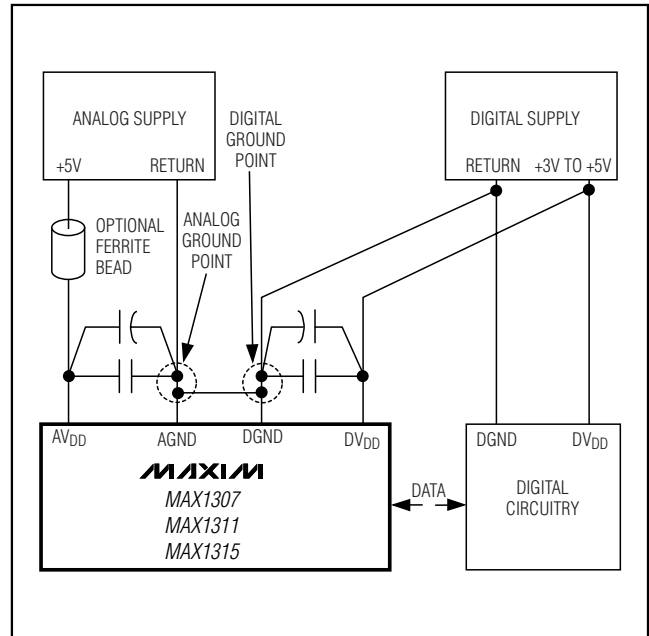 ANALOG SUPPLY
+5V RETURN
DIGITAL
GROUND
POINT
DIGITAL SUPPLY
RETURN +3V TO +5V
OPTIONAL
FERRITE
BEAD
ANALOG
GROUND
POINT
AVDD AGND DGND DVDD
MAXIM
MAX1307
MAX1311
MAX1315
DATA
DGND DVDD
DIGITAL
CIRCUITRY